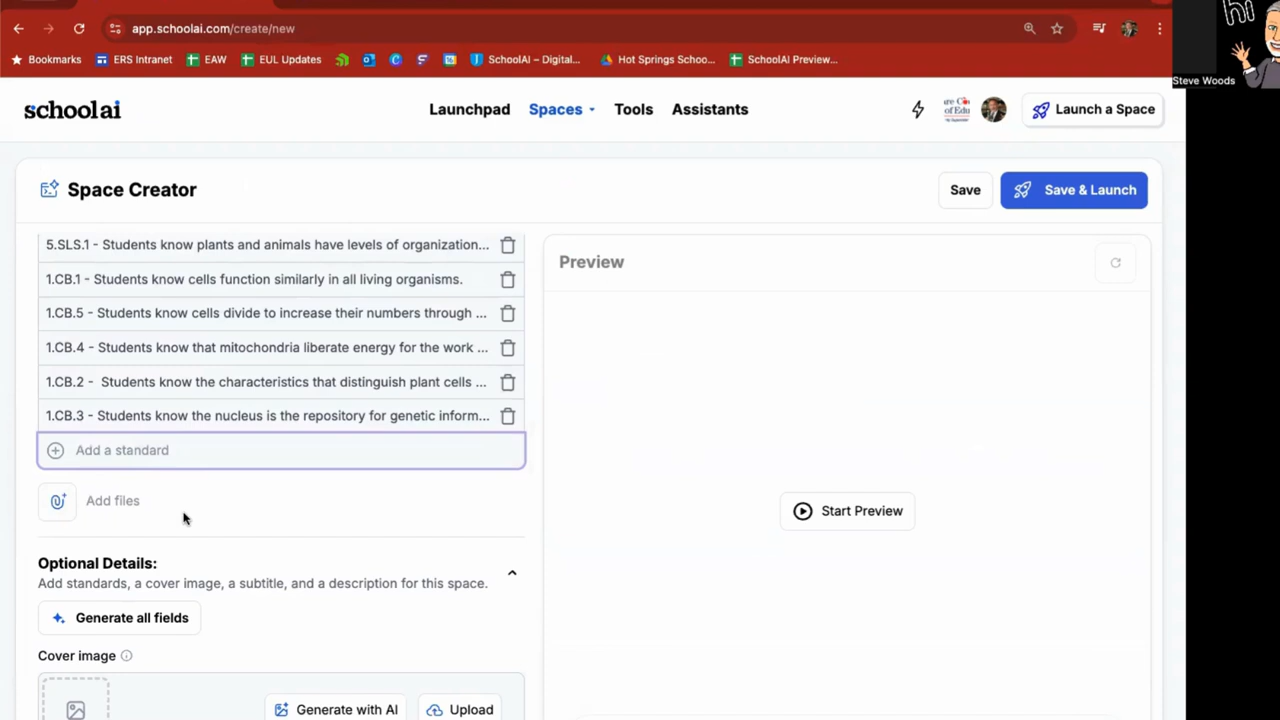 app.schoolai.com/create/new
Bookmarks ERS Intranet EAW EUL Updates SchoolAI – Digital... Hot Springs Schoo... SchoolAI Preview...
hi
Steve Woods
school ai Launchpad Spaces Tools Assistants Launch a Space
of Edu
Space Creator Save Save & Launch
5.SLS.1 - Students know plants and animals have levels of organization...
1.CB.1 - Students know cells function similarly in all living organisms.
1.CB.5 - Students know cells divide to increase their numbers through ...
1.CB.4 - Students know that mitochondria liberate energy for the work ...
1.CB.2 - Students know the characteristics that distinguish plant cells ...
1.CB.3 - Students know the nucleus is the repository for genetic inform...
Add a standard
Add files
Optional Details:
Add standards, a cover image, a subtitle, and a description for this space.
Generate all fields
Cover image
Generate with AI Upload
Preview
Start Preview